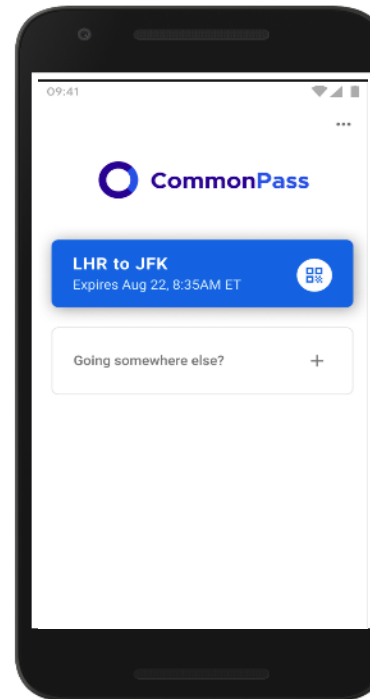 09:41
CommonPass
LHR to JFK
Expires Aug 22, 8:35AM ET
Going somewhere else?